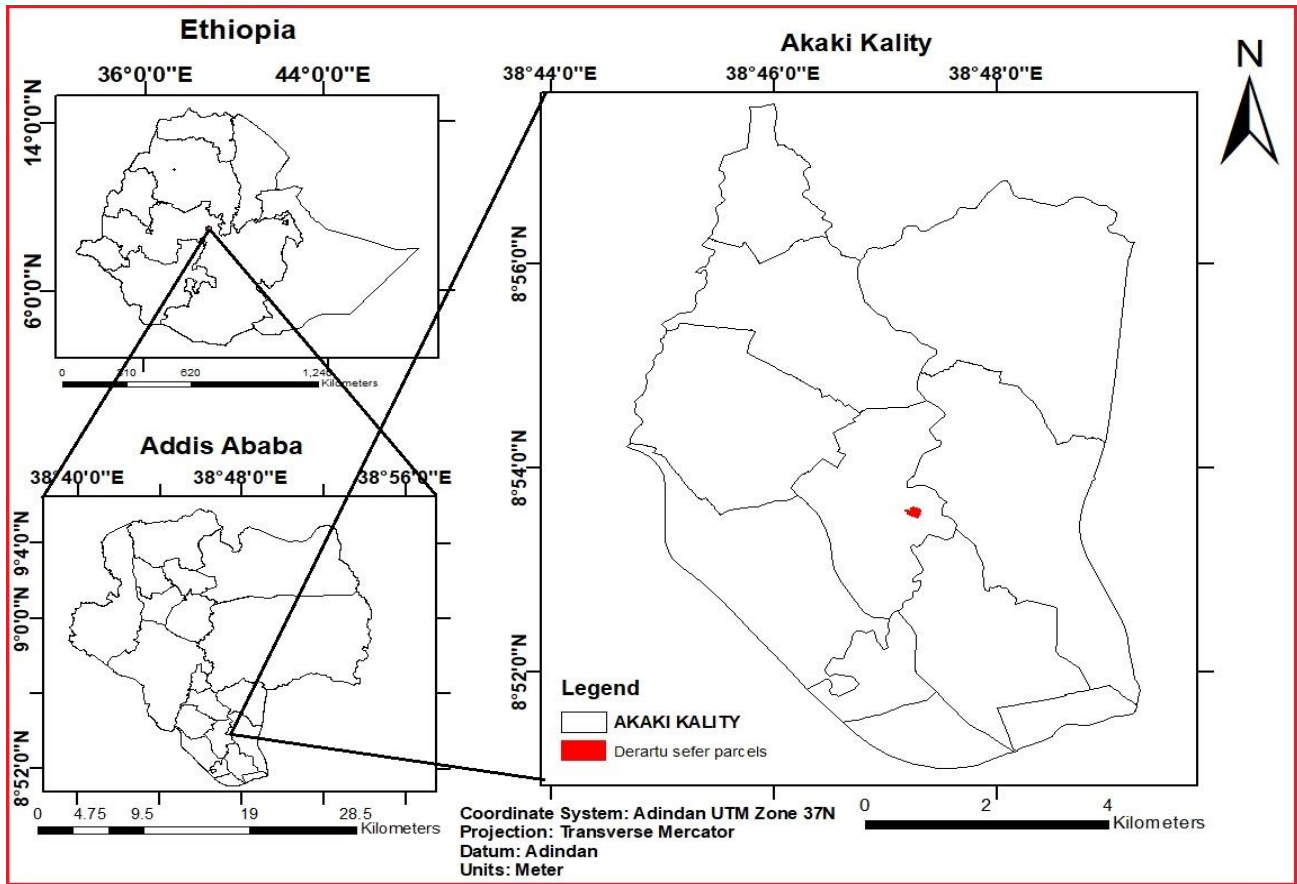 Ethiopia
36°0'0"E 44°0'0"E
14°0'0"N
6°0'0"N
0 310 620 1,240
Kilometers
Addis Ababa
38°40'0"E 38°48'0"E 38°56'0"E
9°4'0"N
9°0'0"N
8°52'0"N
0 4.75 9.5 19 28.5
Kilometers
Akaki Kality
38°44'0"E 38°46'0"E 38°48'0"E
N
8°56'0"N
8°54'0"N
8°52'0"N
Legend
AKAKI KALITY
Derartu sefer parcels
0 2 4
Kilometers
Coordinate System: Adindan UTM Zone 37N
Projection: Transverse Mercator
Datum: Adindan
Units: Meter